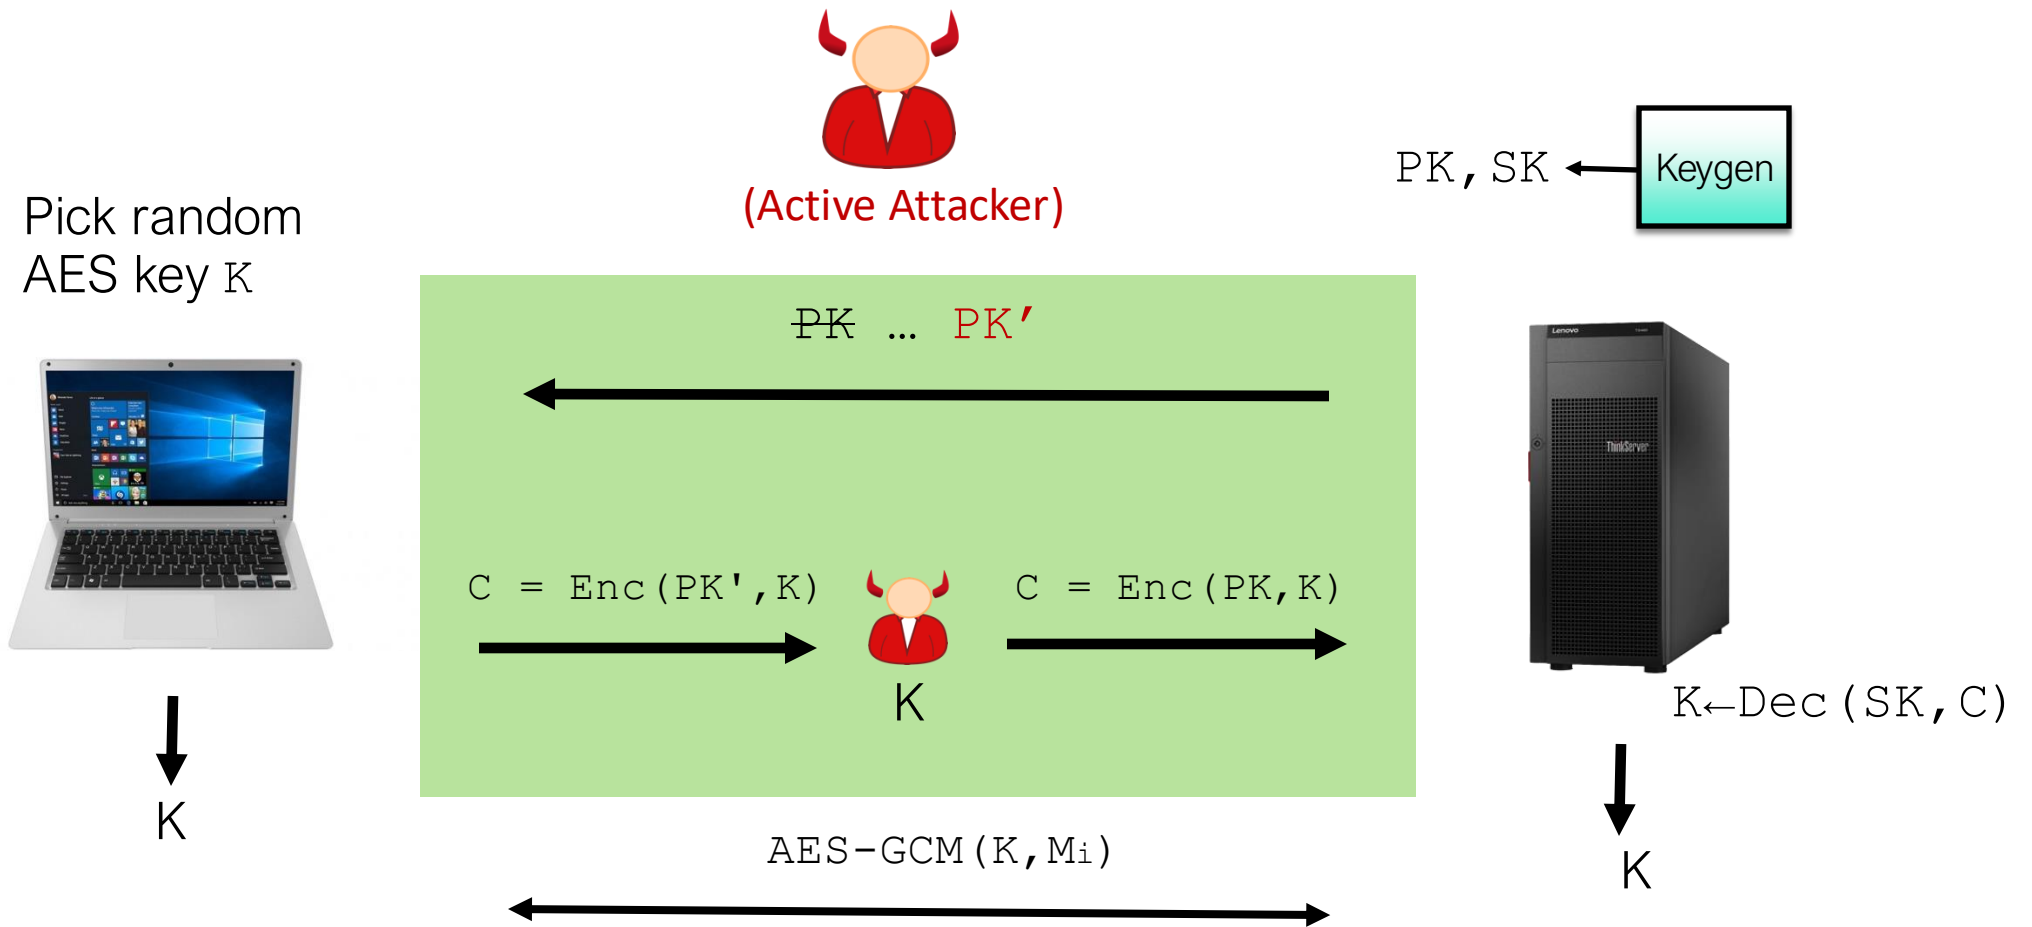 (Active Attacker)
PK,SK
Keygen
Pick random
AES key K
PK … PK′
Lenovo
ThinkServer
C = Enc(PK',K)
C = Enc(PK,K)
K
K←Dec(SK,C)
K
K
AES-GCM(K,Mi)